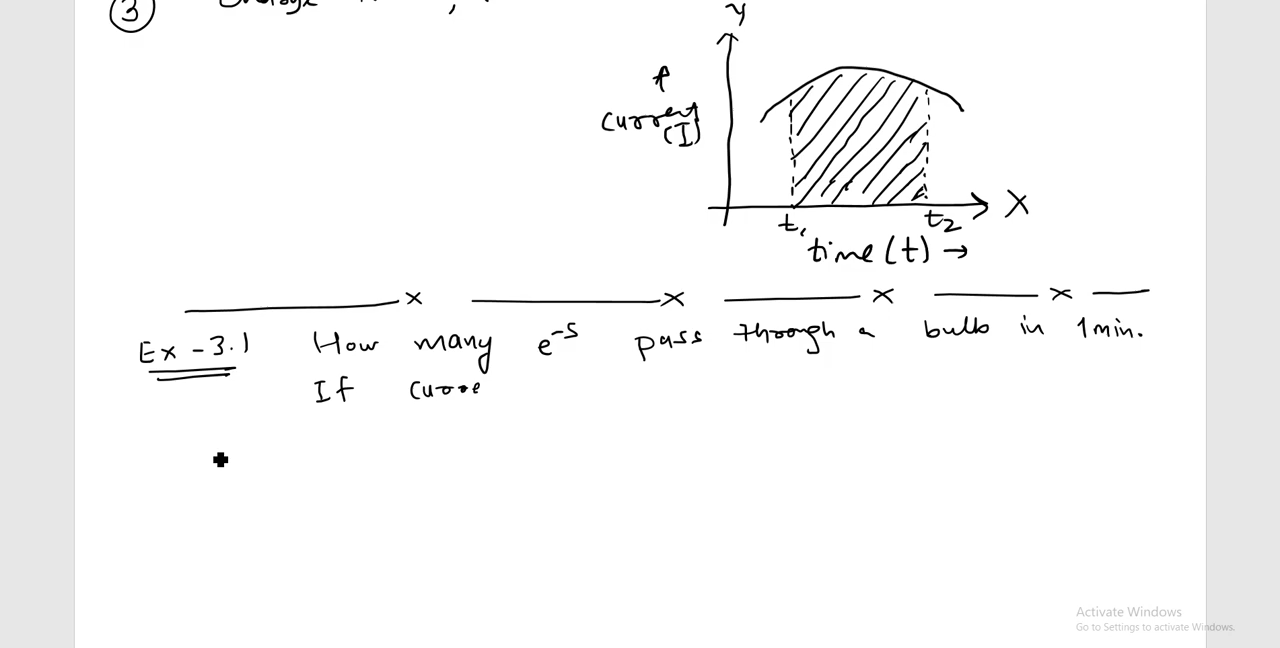 ③
Y
↑
current
(I)
t₁ t₂ X
time (t) →
x x x x
Ex - 3.1 How many e⁻s pass through a bulb in 1 min.
If curre
Activate Windows
Go to Settings to activate Windows.